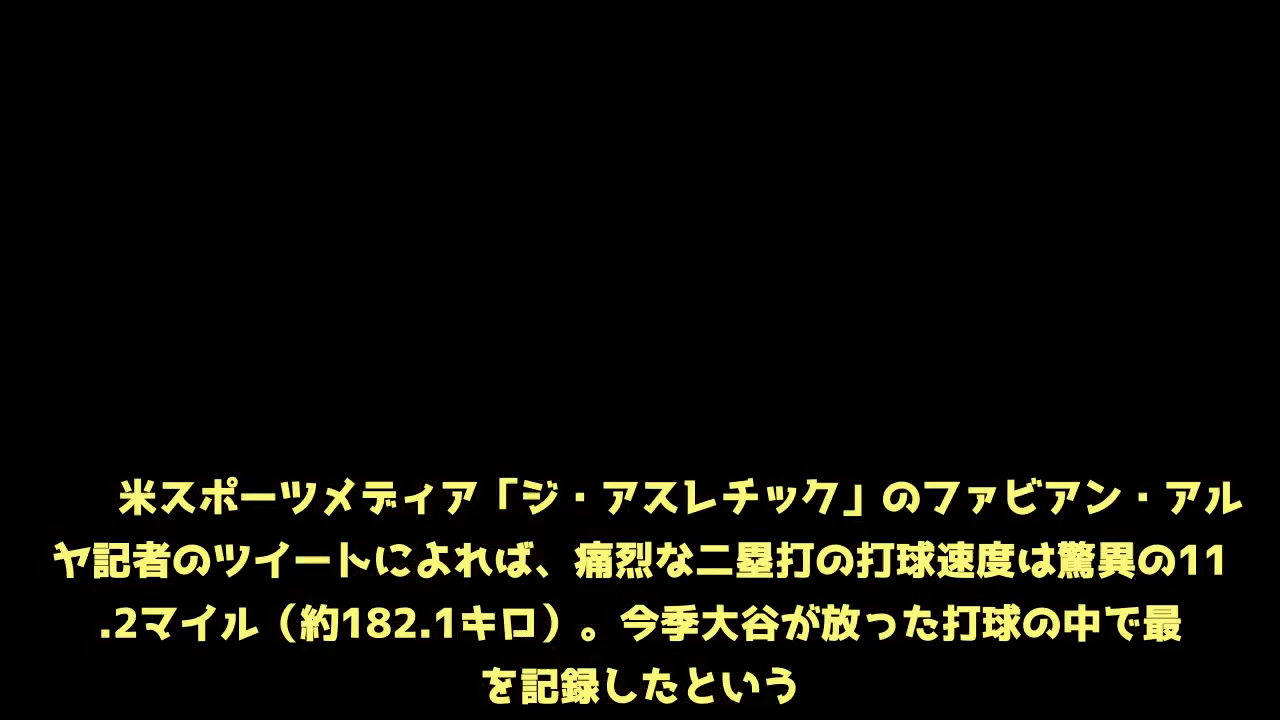 米スポーツメディア「ジ・アスレチック」のファビアン・アル
ヤ記者のツイートによれば、痛烈な二塁打の打球速度は驚異の11
.2マイル（約182.1キロ）。今季大谷が放った打球の中で最
を記録したという